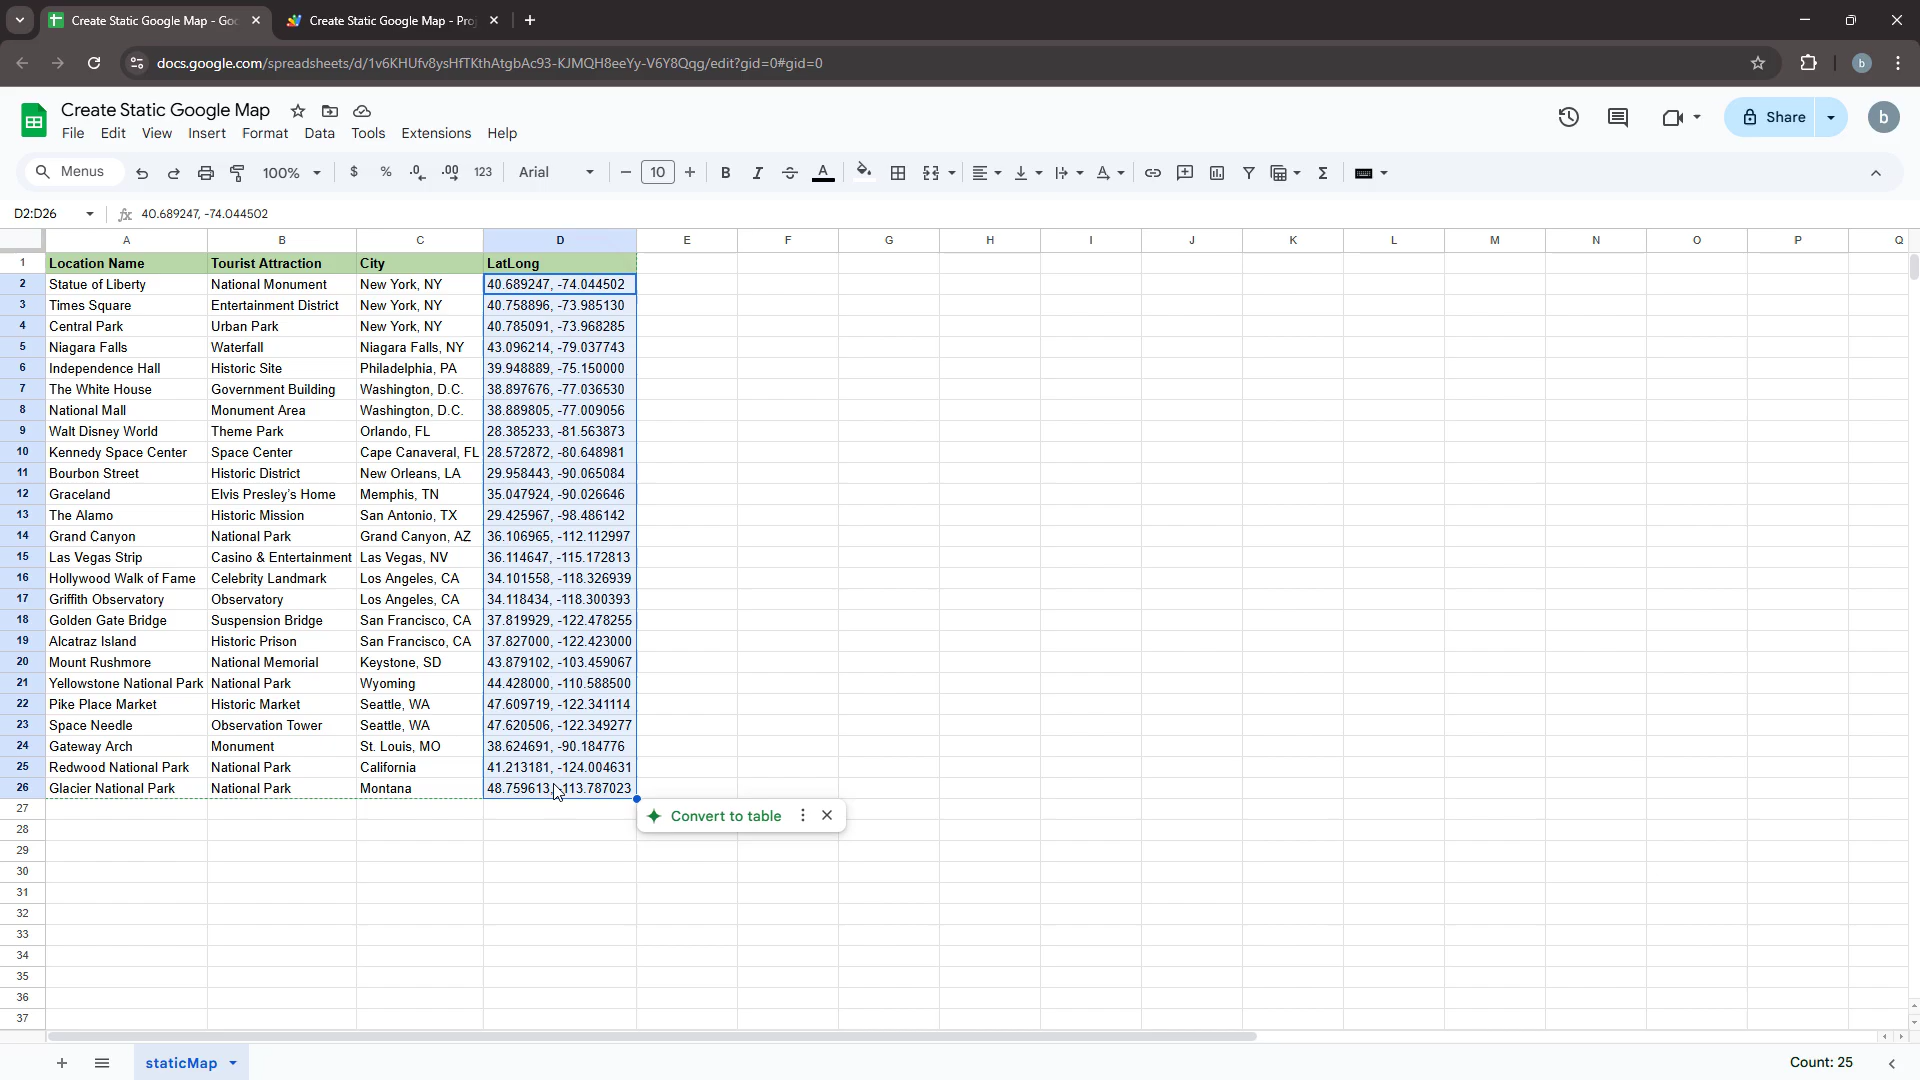 Create Static Google Map - Goo
Create Static Google Map - Proj
docs.google.com/spreadsheets/d/1v6KHUfv8ysHfTKthAtgbAc93-KJMQH8eeYy-V6Y8Qqg/edit?gid=0#gid=0
b
Create Static Google Map
File Edit View Insert Format Data Tools Extensions Help
Share
b
Menus 100% $ % .0 .00 123 Arial 10 B I A
D2:D26 fx 40.689247, -74.044502
A B C D E F G H I J K L M N O P Q
1 Location Name Tourist Attraction City LatLong
2 Statue of Liberty National Monument New York, NY 40.689247, -74.044502
3 Times Square Entertainment District New York, NY 40.758896, -73.985130
4 Central Park Urban Park New York, NY 40.785091, -73.968285
5 Niagara Falls Waterfall Niagara Falls, NY 43.096214, -79.037743
6 Independence Hall Historic Site Philadelphia, PA 39.948889, -75.150000
7 The White House Government Building Washington, D.C. 38.897676, -77.036530
8 National Mall Monument Area Washington, D.C. 38.889805, -77.009056
9 Walt Disney World Theme Park Orlando, FL 28.385233, -81.563873
10 Kennedy Space Center Space Center Cape Canaveral, FL 28.572872, -80.648981
11 Bourbon Street Historic District New Orleans, LA 29.958443, -90.065084
12 Graceland Elvis Presley's Home Memphis, TN 35.047924, -90.026646
13 The Alamo Historic Mission San Antonio, TX 29.425967, -98.486142
14 Grand Canyon National Park Grand Canyon, AZ 36.106965, -112.112997
15 Las Vegas Strip Casino & Entertainment Las Vegas, NV 36.114647, -115.172813
16 Hollywood Walk of Fame Celebrity Landmark Los Angeles, CA 34.101558, -118.326939
17 Griffith Observatory Observatory Los Angeles, CA 34.118434, -118.300393
18 Golden Gate Bridge Suspension Bridge San Francisco, CA 37.819929, -122.478255
19 Alcatraz Island Historic Prison San Francisco, CA 37.827000, -122.423000
20 Mount Rushmore National Memorial Keystone, SD 43.879102, -103.459067
21 Yellowstone National Park National Park Wyoming 44.428000, -110.588500
22 Pike Place Market Historic Market Seattle, WA 47.609719, -122.341114
23 Space Needle Observation Tower Seattle, WA 47.620506, -122.349277
24 Gateway Arch Monument St. Louis, MO 38.624691, -90.184776
25 Redwood National Park National Park California 41.213181, -124.004631
26 Glacier National Park National Park Montana 48.759613, -113.787023
27
Convert to table
28
29
30
31
32
33
34
35
36
37
staticMap
Count: 25